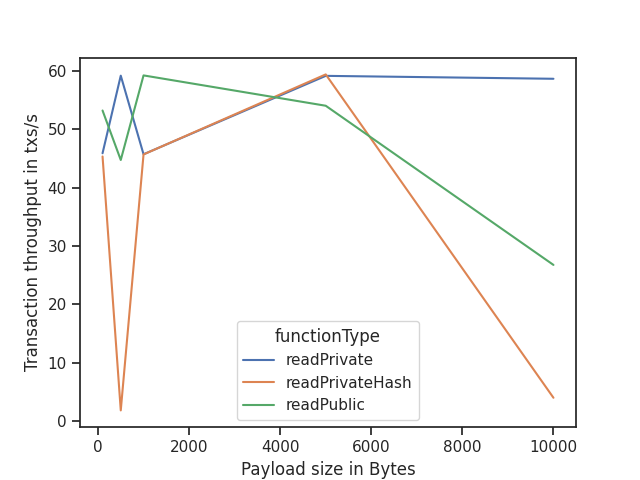 60
50
40
30
20
10
0
Transaction throughput in txs/s
functionType
readPrivate
readPrivateHash
readPublic
0 2000 4000 6000 8000 10000
Payload size in Bytes